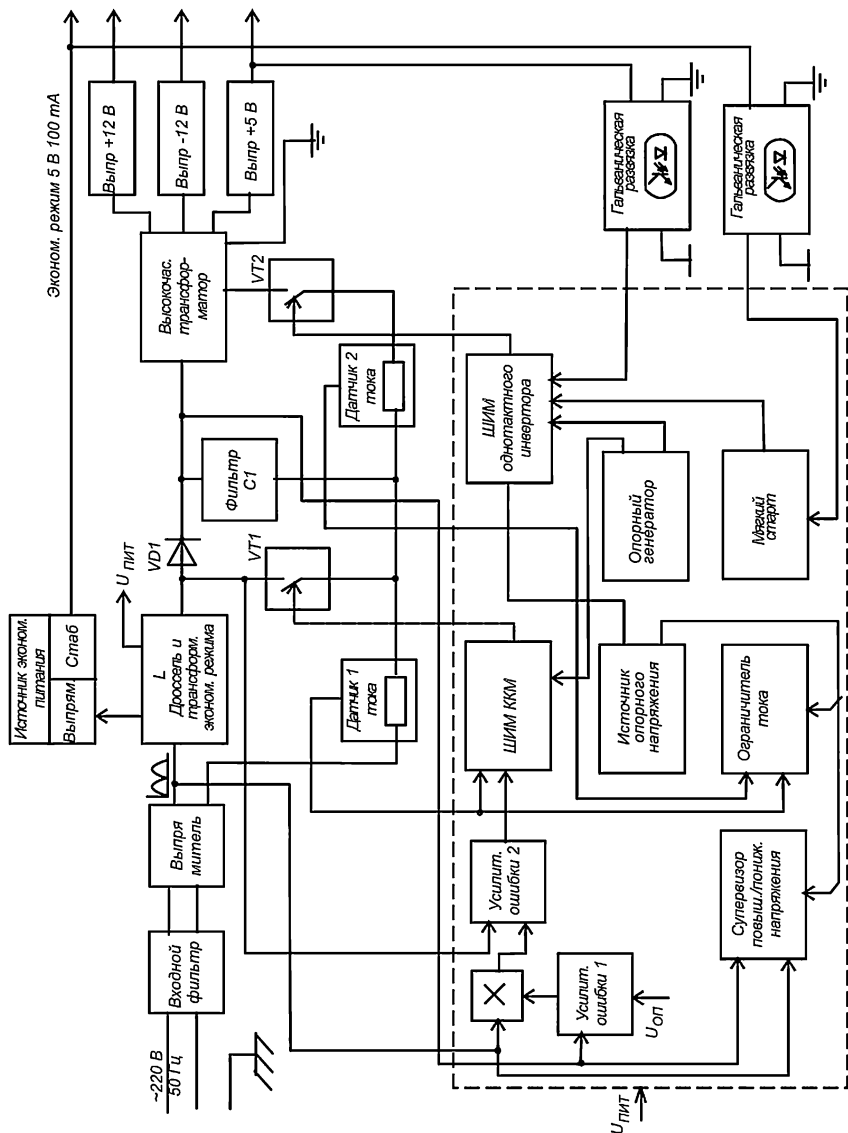 ~220 В
50 Гц
Входной
фильтр
Выпря
митель
Источник эконом.
питания
Выпрям.
Стаб
L
Дроссель и
трансформ.
эконом. режима
U ПИТ
VD1
Фильтр
C1
Высокочас.
трансфор-
матор
Выпр +12 В
Выпр -12 В
Выпр +5 В
Эконом. режим 5 В 100 mA
Датчик 1
тока
VT1
Датчик 2
тока
VT2
Усилит.
ошибки 2
ШИМ ККМ
ШИМ
однотактного
инвертора
Усилит.
ошибки 1
U ОП
Источник
опорного
напряжения
Опорный
генератор
Гальваническая
развязка
Супервизор
повыш./пониж.
напряжения
Ограничитель
тока
Мягкий
старт
Гальваническая
развязка
U ПИТ